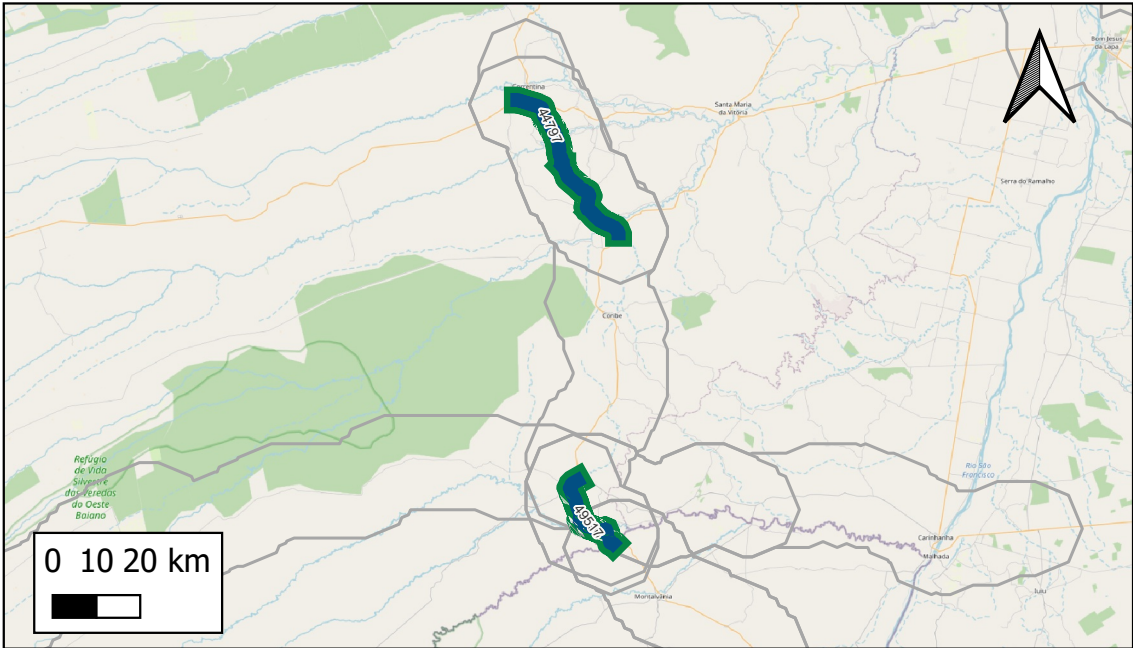 Bom Jesus
da Lapa
Correntina
Santa Maria
da Vitória
44797
Serra do Ramalho
Coribe
Refúgio
de Vida
Silvestre
das Veredas
do Oeste
Baiano
Rio São
Francisco
49517
Carinhanha
Malhada
Iuiu
Montalvânia
0 10 20 km